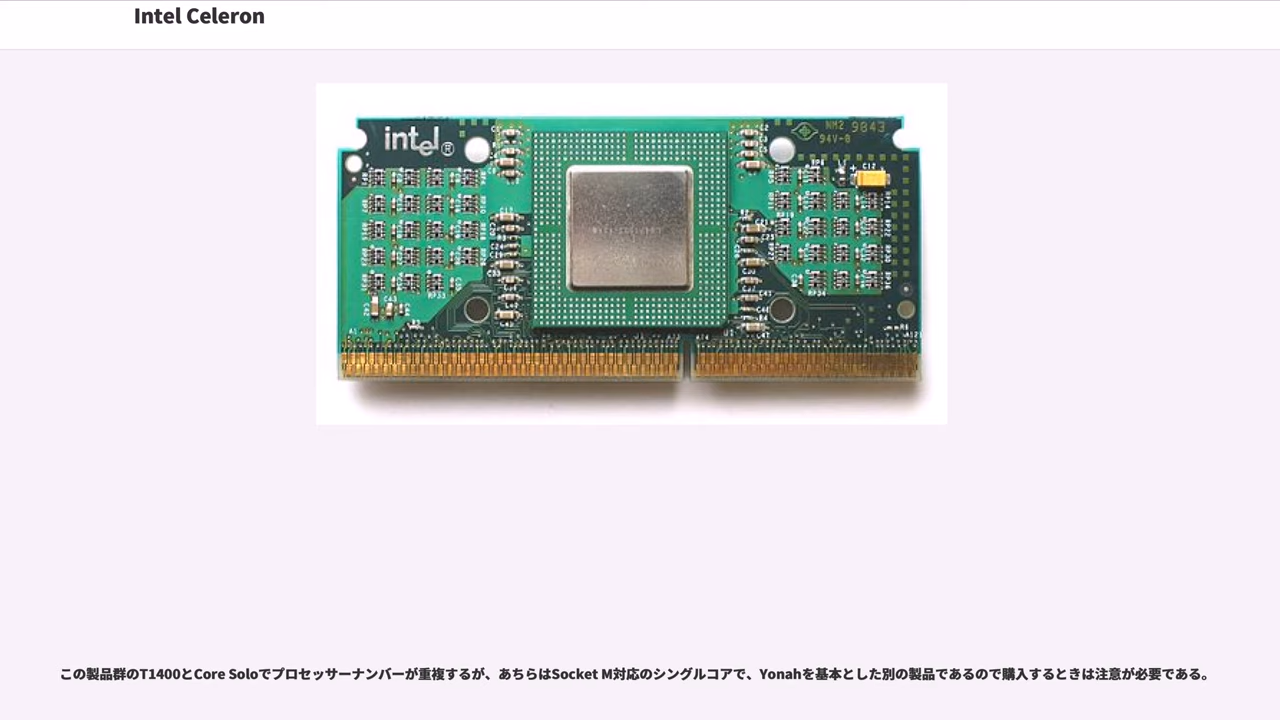 Intel Celeron
intel®
NM2 9843
94V-0
この製品群のT1400とCore Soloでプロセッサーナンバーが重複するが、あちらはSocket M対応のシングルコアで、Yonahを基本とした別の製品であるので購入するときは注意が必要である。